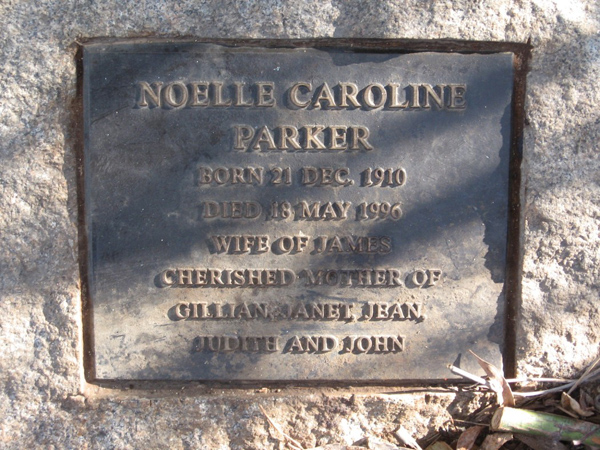 NOELLE CAROLINE
PARKER
BORN 21 DEC. 1910
DIED 18 MAY 1996
WIFE OF JAMES
CHERISHED MOTHER OF
GILLIAN, JANET, JEAN,
JUDITH AND JOHN